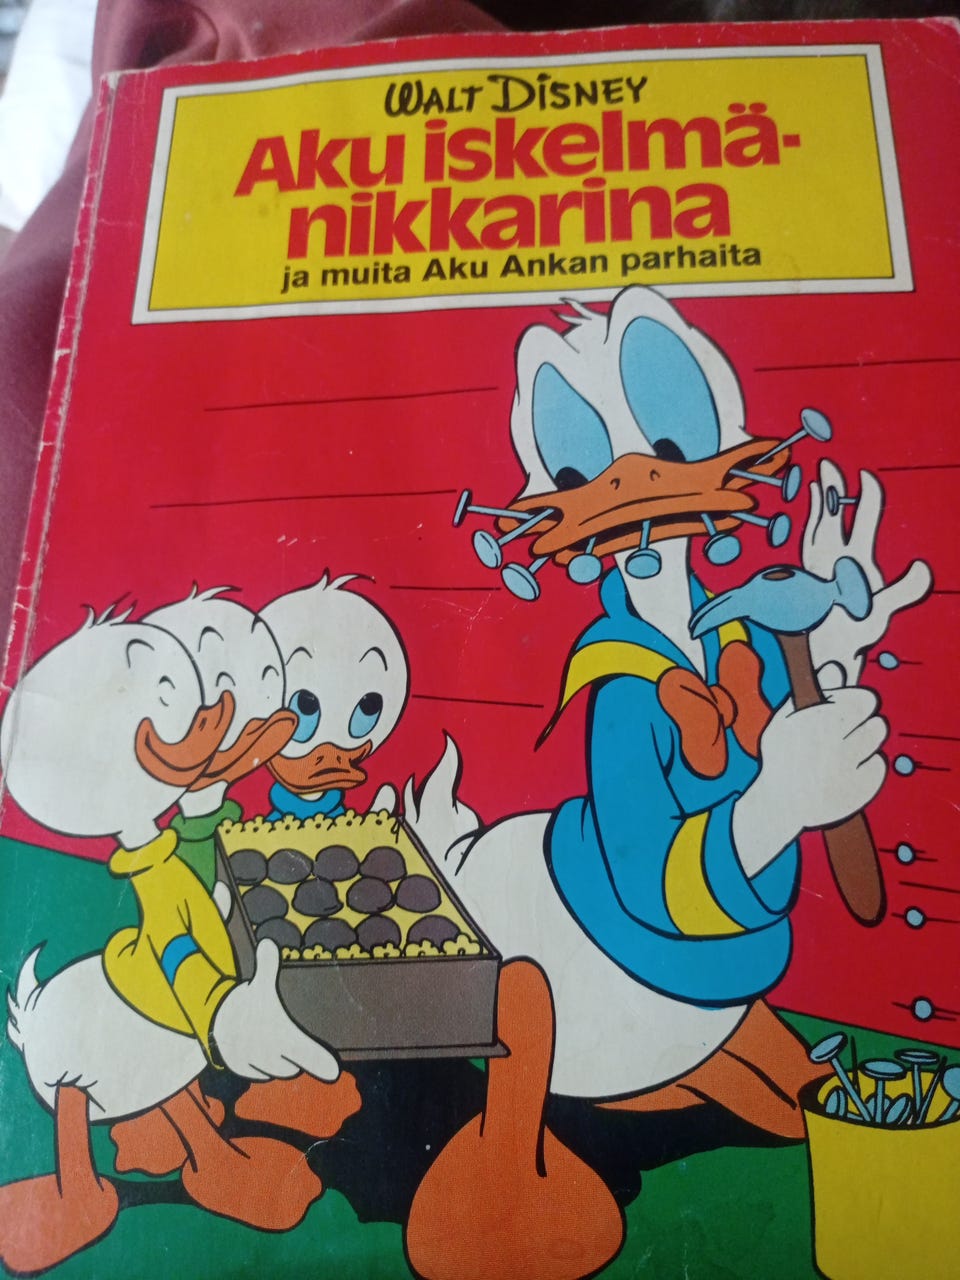 WALT DISNEY
Aku iskelmä-
nikkarina
ja muita Aku Ankan parhaita